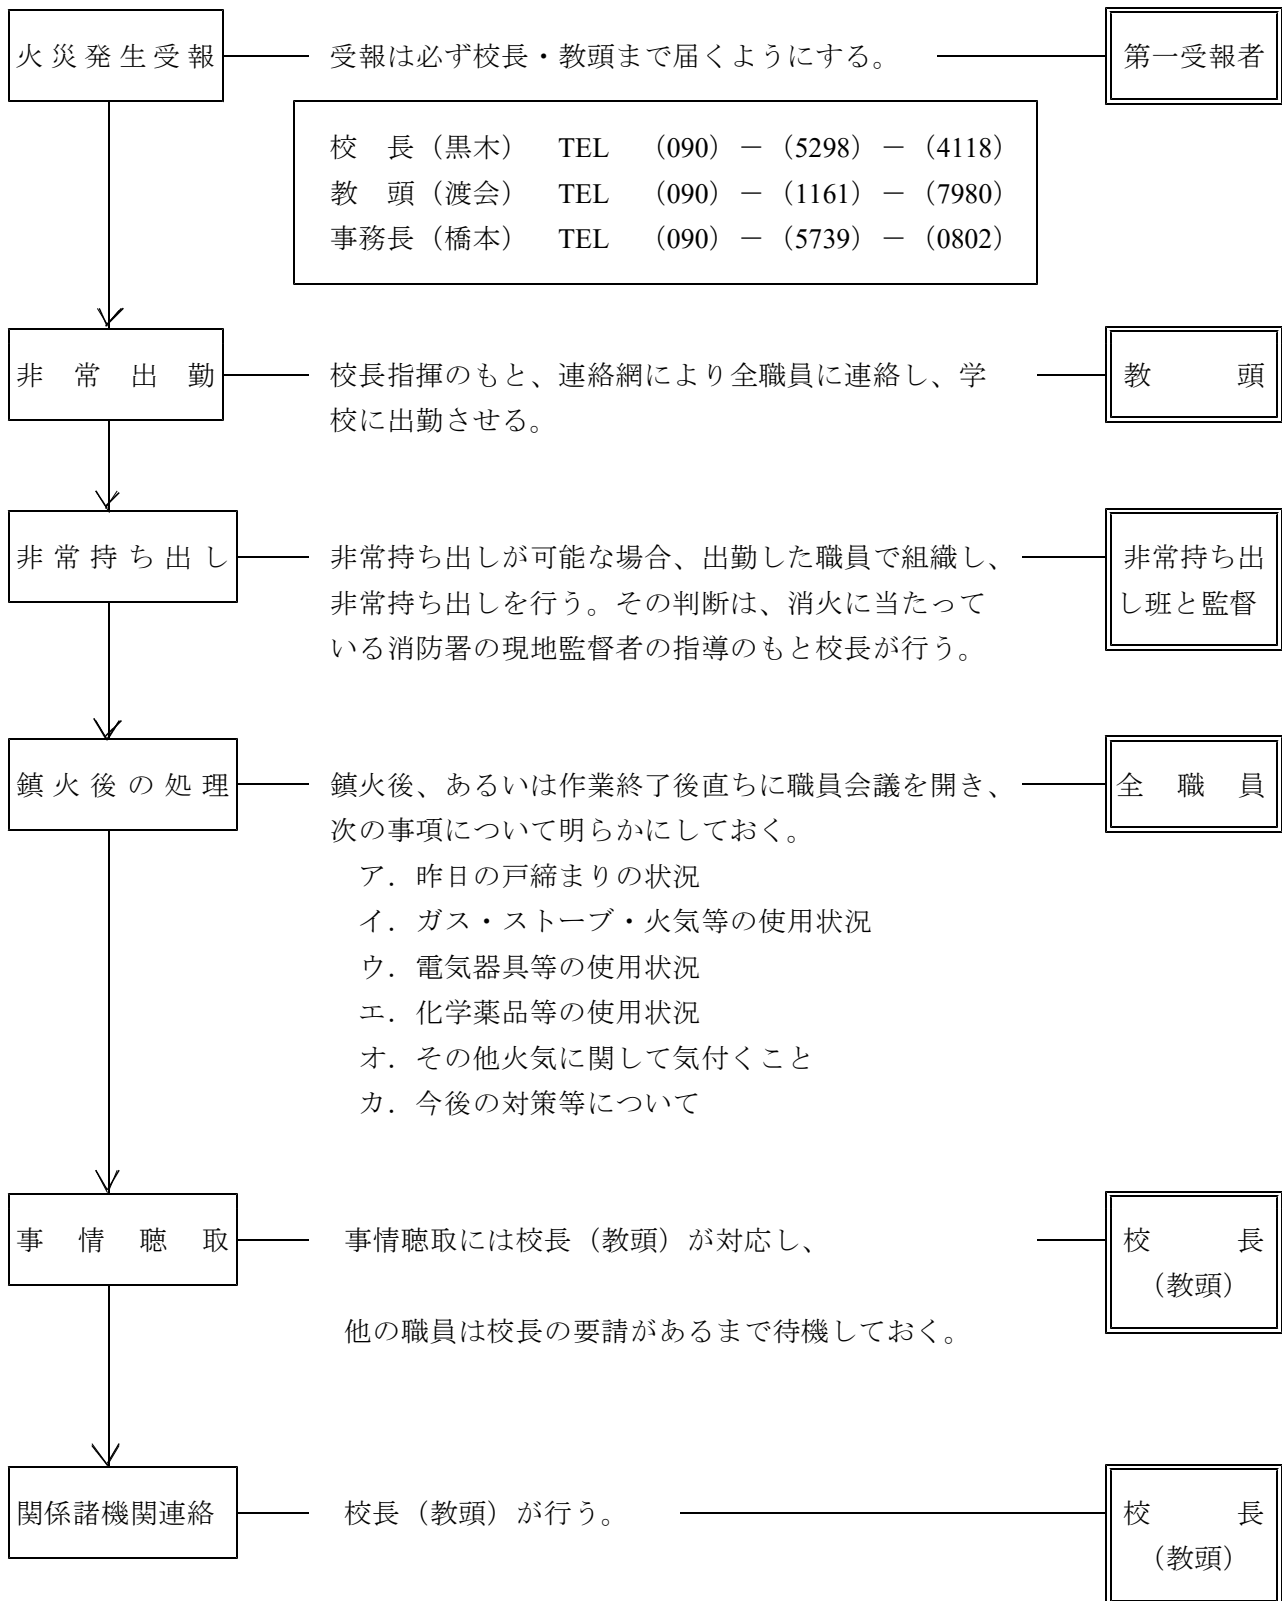 火災発生受報 受報は必ず校長・教頭まで届くようにする。 第一受報者
校　長（黒木）　TEL　（090）－（5298）－（4118）
教　頭（渡会）　TEL　（090）－（1161）－（7980）
事務長（橋本）　TEL　（090）－（5739）－（0802）
非常出勤 校長指揮のもと、連絡網により全職員に連絡し、学 教頭
校に出勤させる。
非常持ち出し 非常持ち出しが可能な場合、出勤した職員で組織し、 非常持ち出
非常持ち出しを行う。その判断は、消火に当たって し班と監督
いる消防署の現地監督者の指導のもと校長が行う。
鎮火後の処理 鎮火後、あるいは作業終了後直ちに職員会議を開き、 全職員
次の事項について明らかにしておく。
ア．昨日の戸締まりの状況
イ．ガス・ストーブ・火気等の使用状況
ウ．電気器具等の使用状況
エ．化学薬品等の使用状況
オ．その他火気に関して気付くこと
カ．今後の対策等について
事情聴取 事情聴取には校長（教頭）が対応し、 校長
（教頭）
他の職員は校長の要請があるまで待機しておく。
関係諸機関連絡 校長（教頭）が行う。 校長
（教頭）